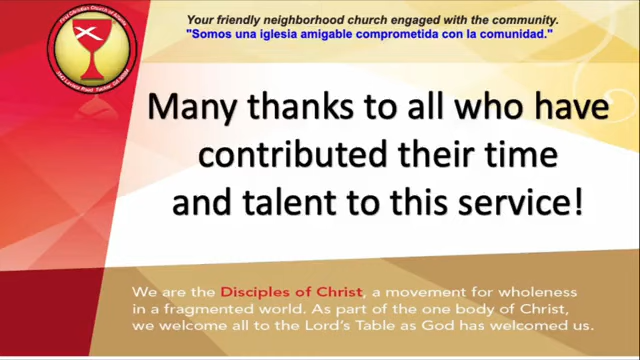 Your friendly neighborhood church engaged with the community.
"Somos una iglesia amigable comprometida con la comunidad."
Many thanks to all who have
contributed their time
and talent to this service!
We are the Disciples of Christ, a movement for wholeness
in a fragmented world. As part of the one body of Christ,
we welcome all to the Lord's Table as God has welcomed us.